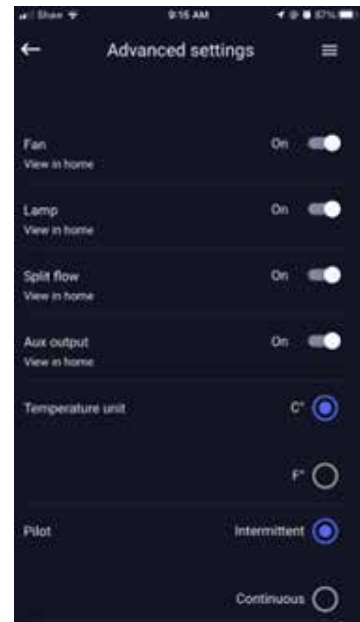 Shaw
9:15 AM
87%
Advanced settings
Fan
On
View in home
Lamp
On
View in home
Split flow
On
View in home
Aux output
On
View in home
Temperature unit
C°
F°
Pilot
Intermittent
Continuous